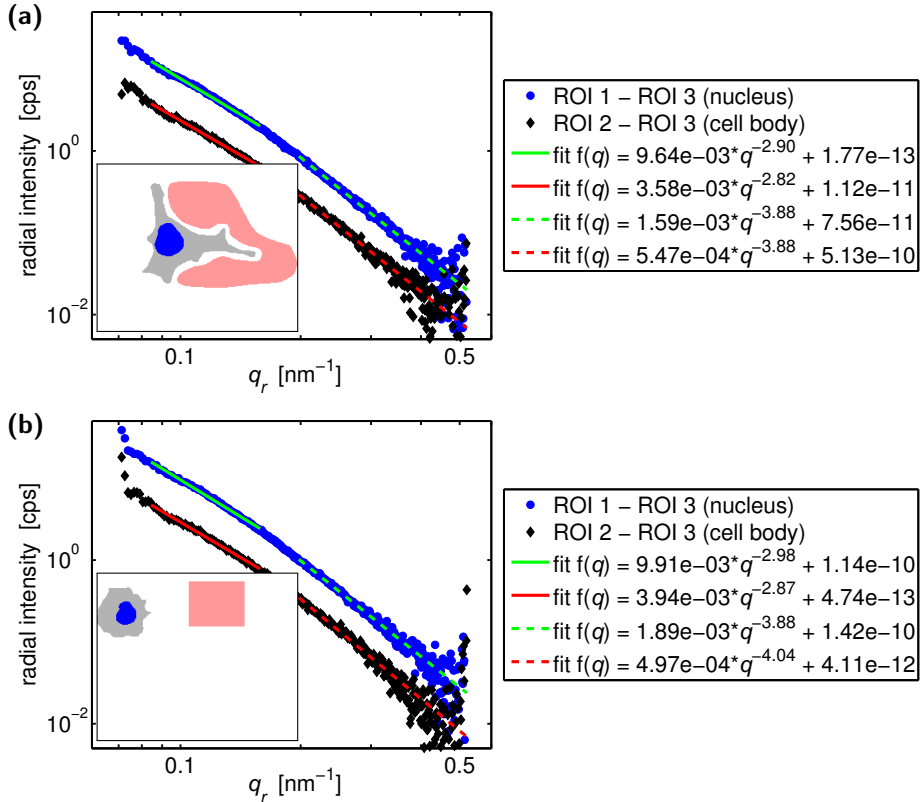 (a)
radial intensity [cps]
10^0
10^-2
0.1
0.5
q_r [nm^-1]
ROI 1 – ROI 3 (nucleus)
ROI 2 – ROI 3 (cell body)
fit f(q) = 9.64e-03*q^-2.90 + 1.77e-13
fit f(q) = 3.58e-03*q^-2.82 + 1.12e-11
fit f(q) = 1.59e-03*q^-3.88 + 7.56e-11
fit f(q) = 5.47e-04*q^-3.88 + 5.13e-10
(b)
radial intensity [cps]
10^0
10^-2
0.1
0.5
q_r [nm^-1]
ROI 1 – ROI 3 (nucleus)
ROI 2 – ROI 3 (cell body)
fit f(q) = 9.91e-03*q^-2.98 + 1.14e-10
fit f(q) = 3.94e-03*q^-2.87 + 4.74e-13
fit f(q) = 1.89e-03*q^-3.88 + 1.42e-10
fit f(q) = 4.97e-04*q^-4.04 + 4.11e-12